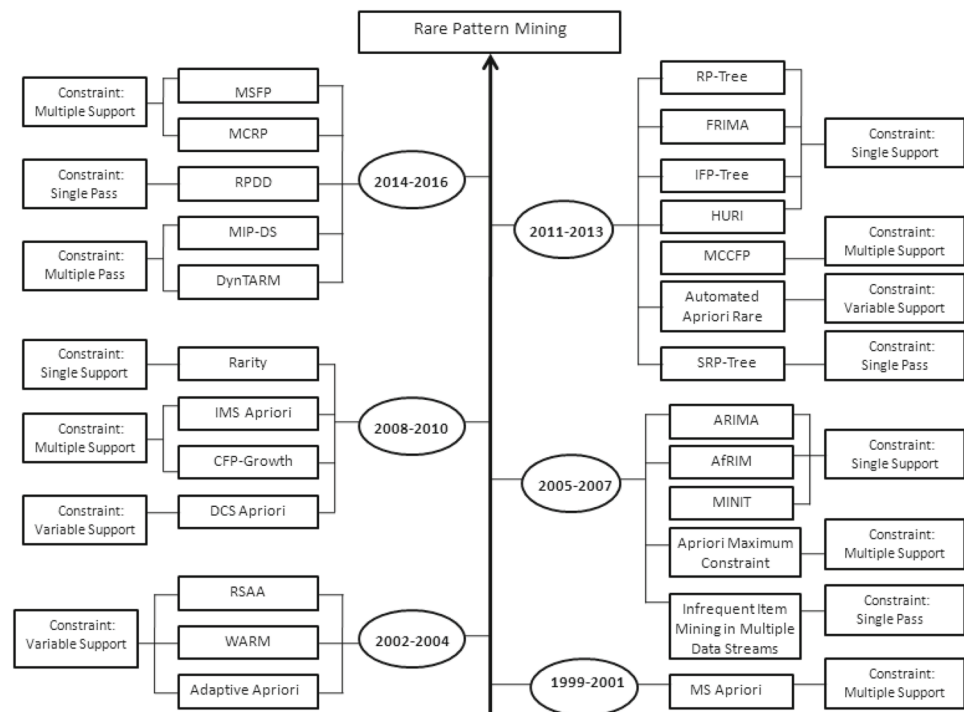 Rare Pattern Mining
Constraint:
Multiple Support
MSFP
MCRP
Constraint:
Single Pass
RPDD
Constraint:
Multiple Pass
MIP-DS
DynTARM
2014-2016
RP-Tree
FRIMA
IFP-Tree
HURI
Constraint:
Single Support
2011-2013
MCCFP
Constraint:
Multiple Support
Automated
Apriori Rare
Constraint:
Variable Support
SRP-Tree
Constraint:
Single Pass
Constraint:
Single Support
Rarity
Constraint:
Multiple Support
IMS Apriori
CFP-Growth
Constraint:
Variable Support
DCS Apriori
2008-2010
ARIMA
AfRIM
MINIT
Constraint:
Single Support
2005-2007
Apriori Maximum
Constraint
Constraint:
Multiple Support
Infrequent Item
Mining in Multiple
Data Streams
Constraint:
Single Pass
Constraint:
Variable Support
RSAA
WARM
Adaptive Apriori
2002-2004
1999-2001
MS Apriori
Constraint:
Multiple Support